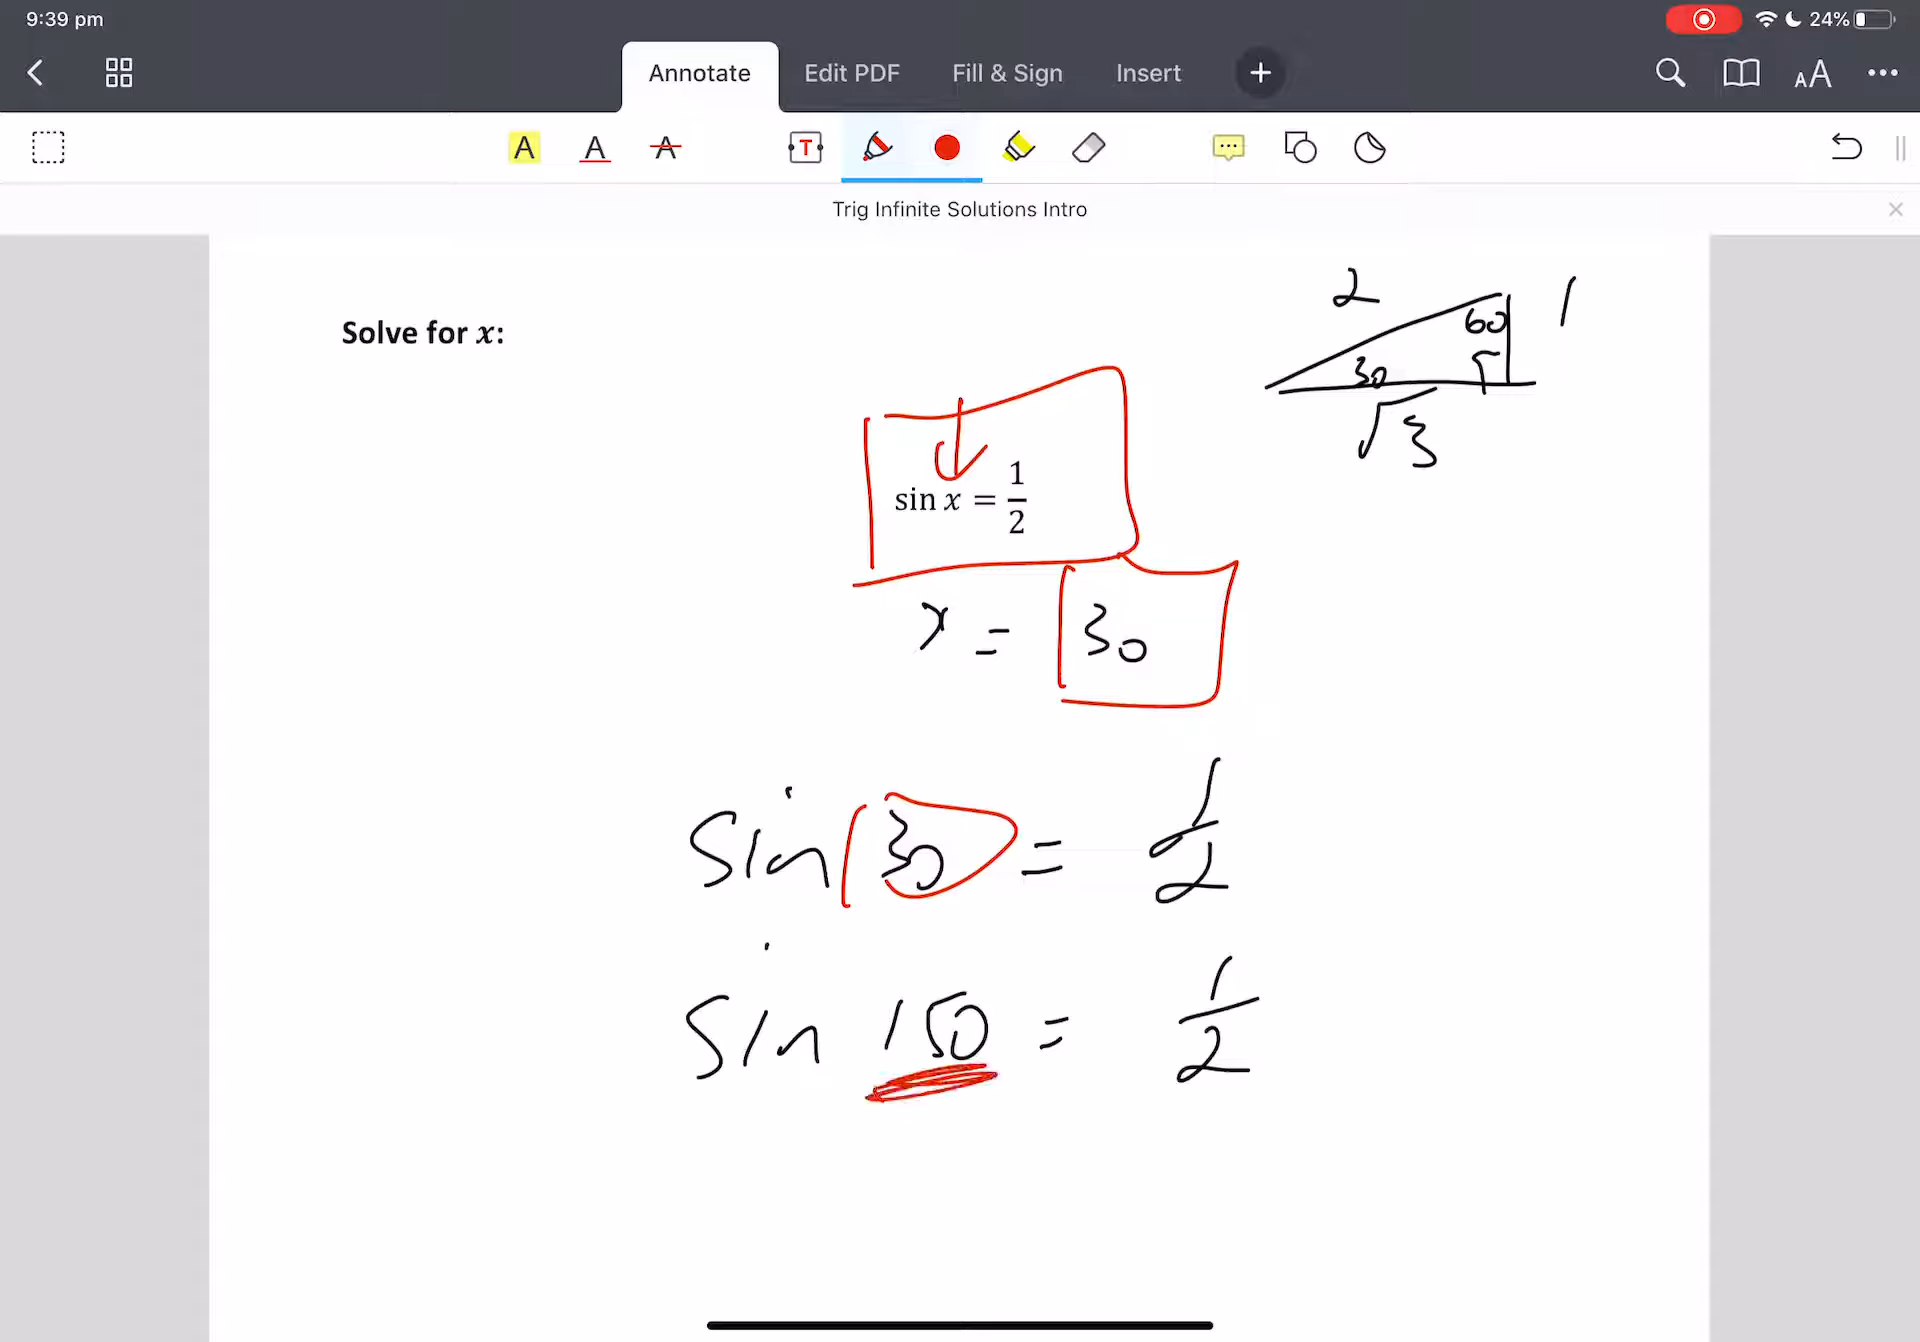 9:39 pm
24%
Annotate Edit PDF Fill & Sign Insert
AA
A A A T
Trig Infinite Solutions Intro
2 1
60
30
√3
Solve for x:
sin x = 1/2
x = 30
Sin(30) = 1/2
Sin 150 = 1/2